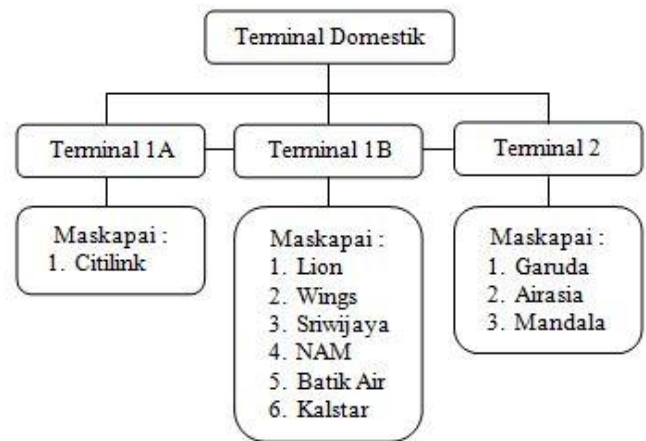 Terminal Domestik
Terminal 1A
Terminal 1B
Terminal 2
Maskapai :
1. Citilink
Maskapai :
1. Lion
2. Wings
3. Sriwijaya
4. NAM
5. Batik Air
6. Kalstar
Maskapai :
1. Garuda
2. Airasia
3. Mandala